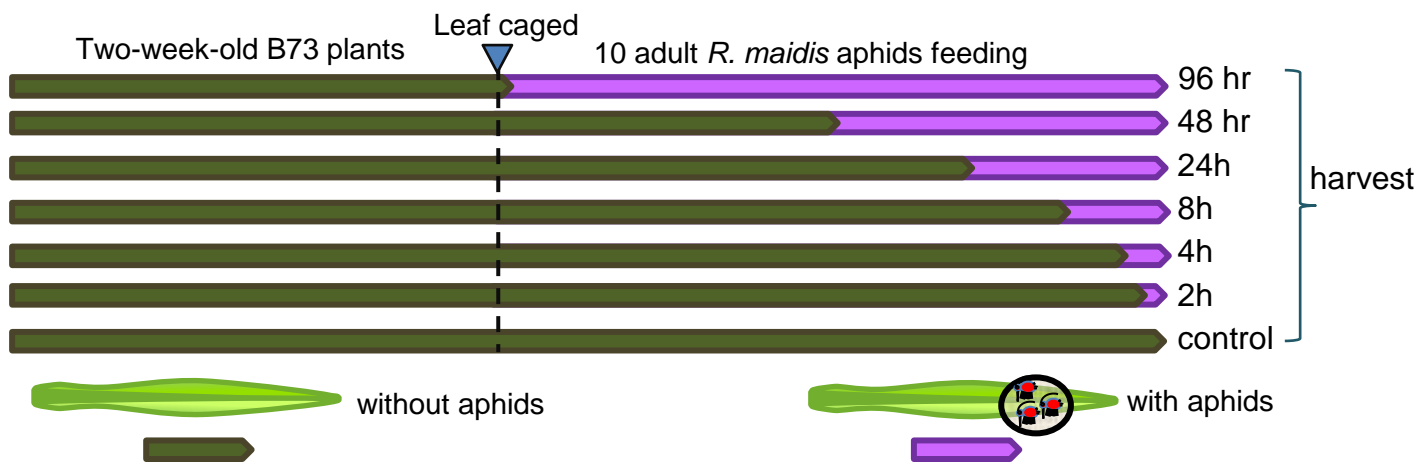 Leaf caged
Two-week-old B73 plants
10 adult R. maidis aphids feeding
96 hr
48 hr
24h
8h
4h
2h
control
harvest
without aphids
with aphids